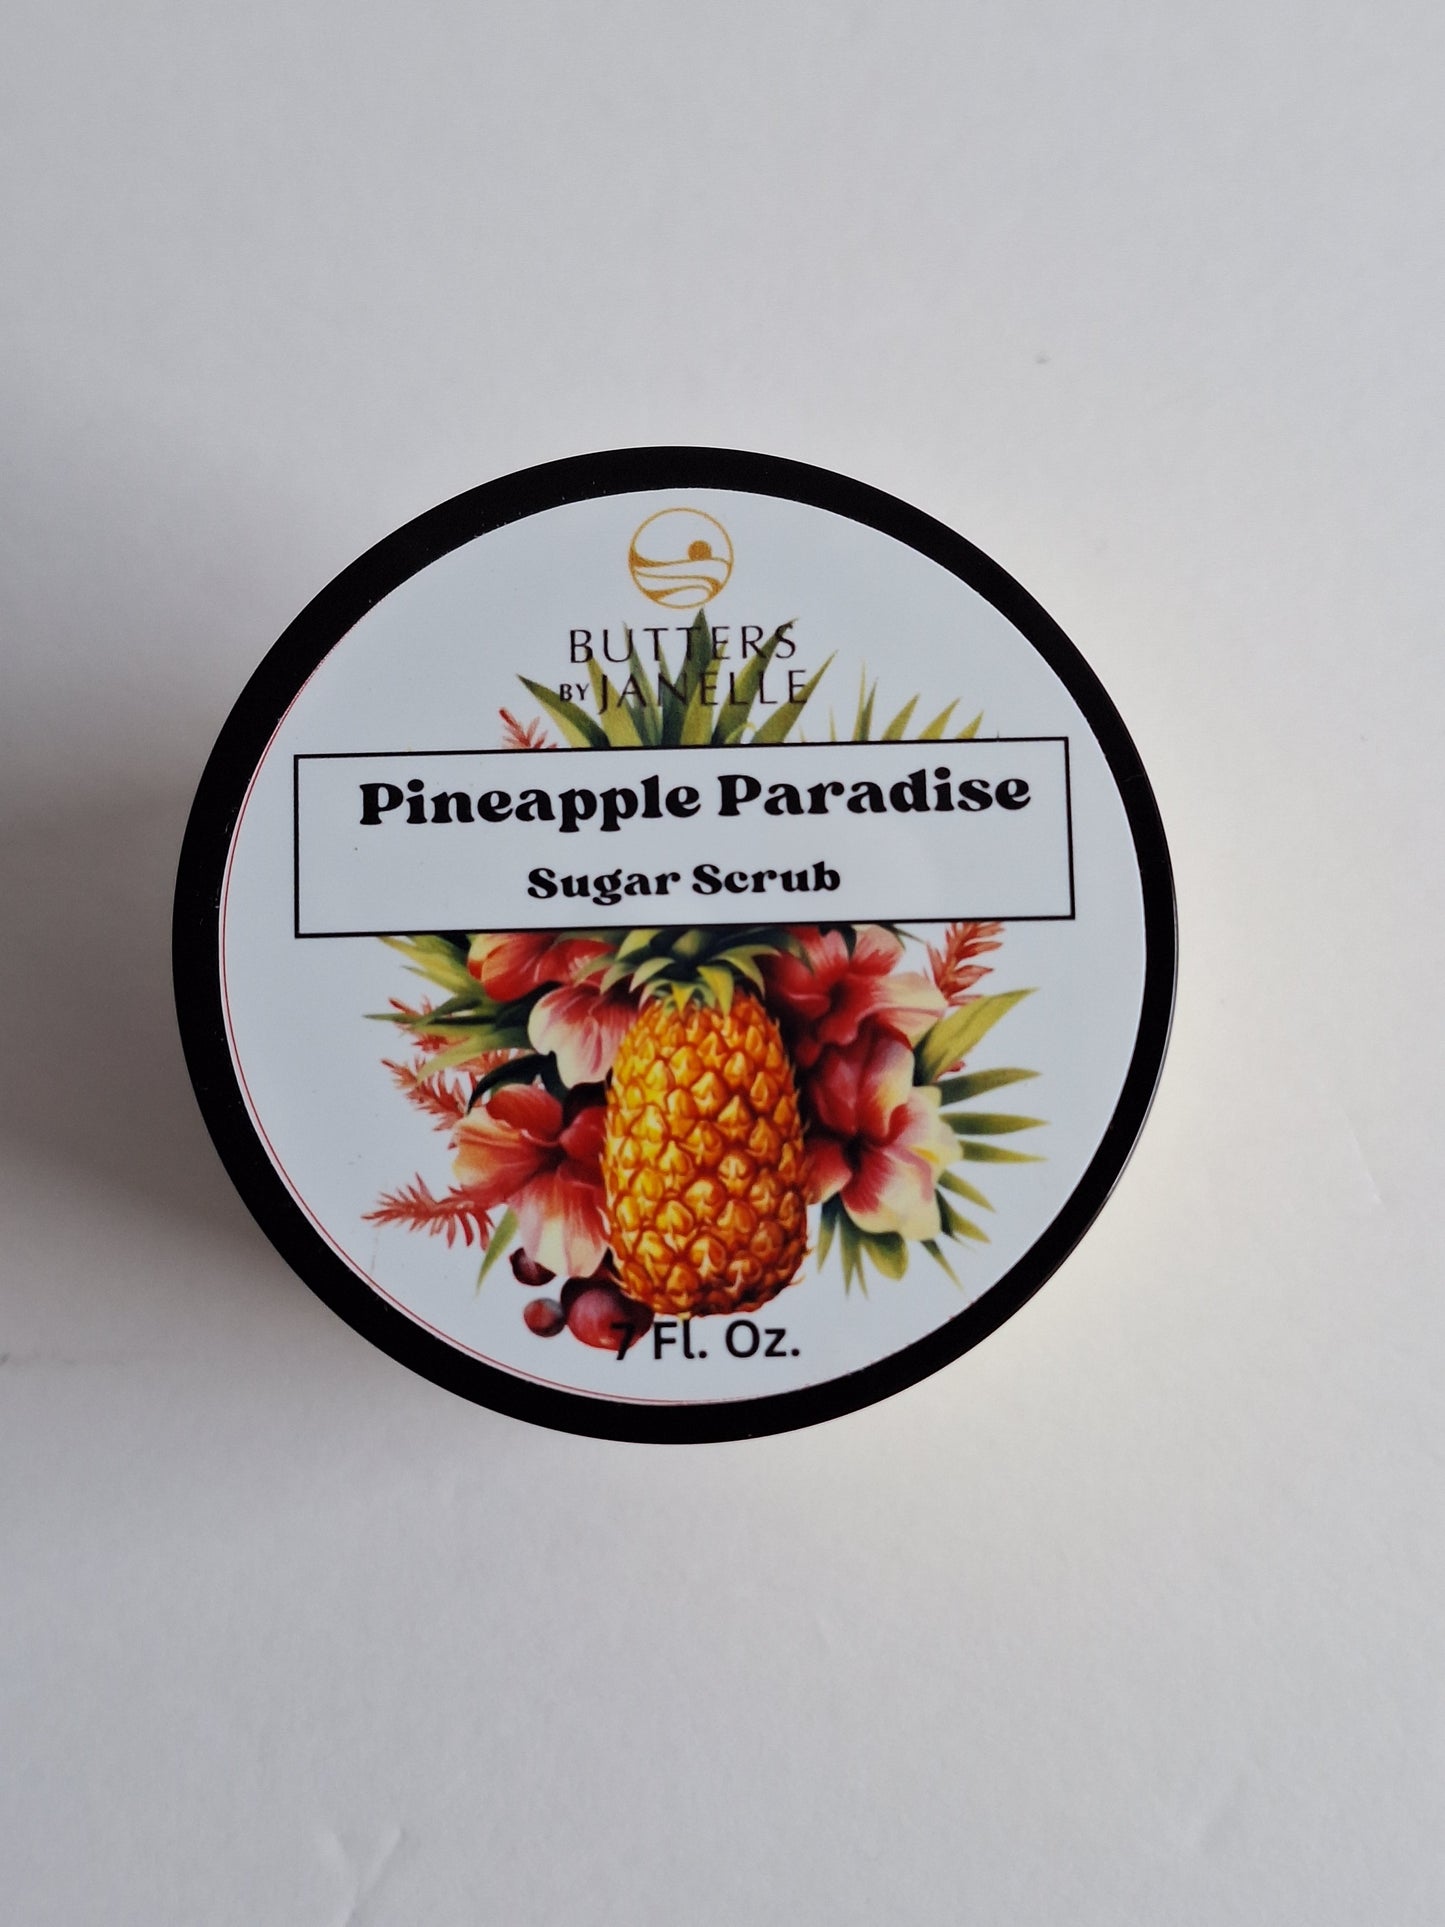 BUTTERS
BY JANELLE
Pineapple Paradise
Sugar Scrub
7 Fl. Oz.